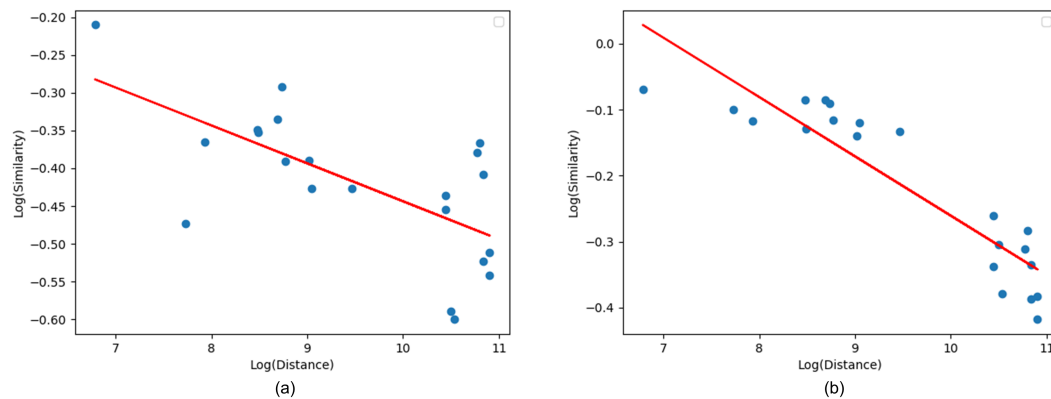 −0.20
−0.25
−0.30
−0.35
−0.40
−0.45
−0.50
−0.55
−0.60
Log(Similarity)
7 8 9 10 11
Log(Distance)
(a)
0.0
−0.1
−0.2
−0.3
−0.4
Log(Similarity)
7 8 9 10 11
Log(Distance)
(b)